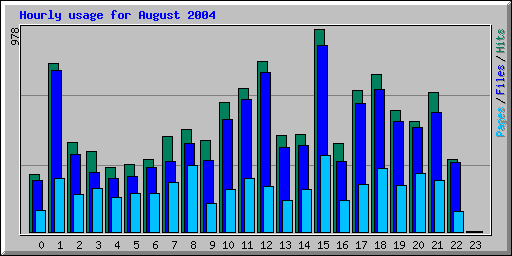 Hourly usage for August 2004
978
Pages/Files/Hits
0 1 2 3 4 5 6 7 8 9 10 11 12 13 14 15 16 17 18 19 20 21 22 23